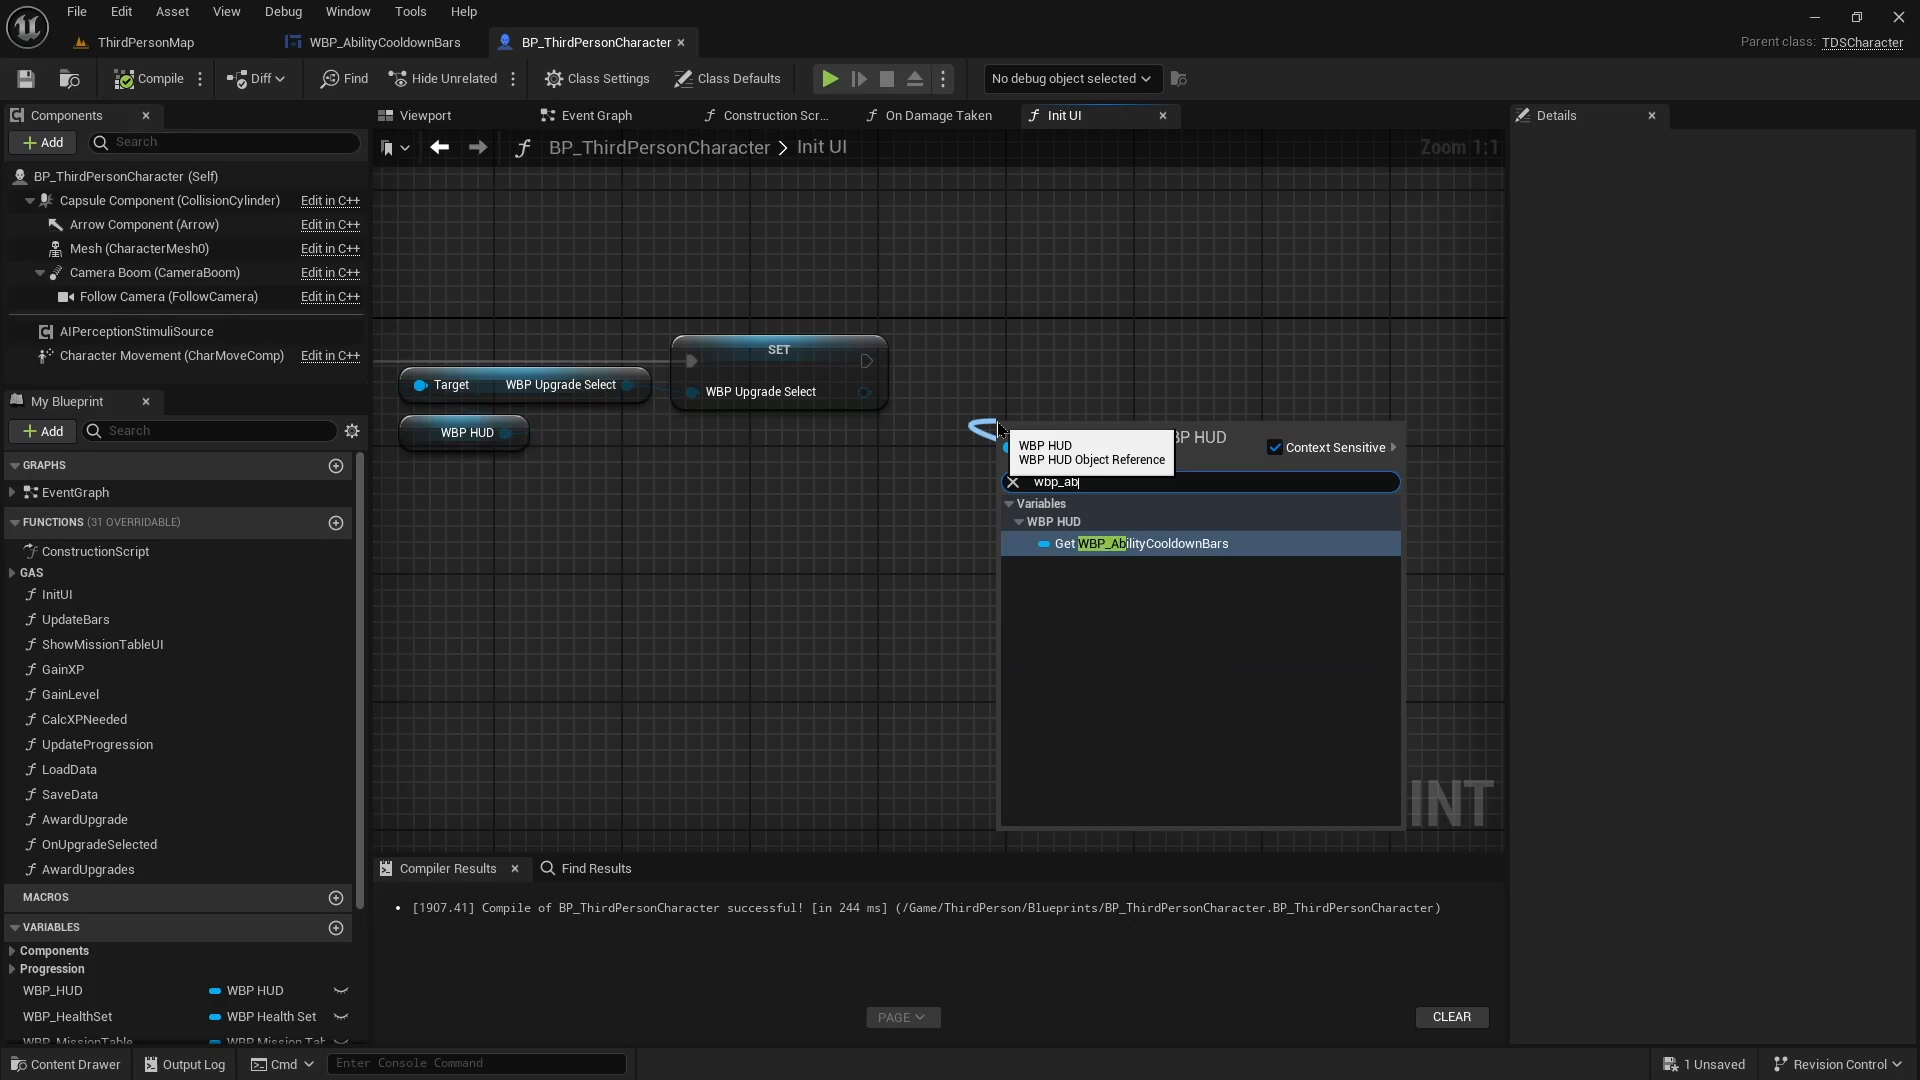 File Edit Asset View Debug Window Tools Help
ThirdPersonMap WBP_AbilityCooldownBars BP_ThirdPersonCharacter Parent class: TDSCharacter
Compile Diff Find Hide Unrelated Class Settings Class Defaults No debug object selected
Components
Add Search
BP_ThirdPersonCharacter (Self)
Capsule Component (CollisionCylinder) Edit in C++
Arrow Component (Arrow) Edit in C++
Mesh (CharacterMesh0) Edit in C++
Camera Boom (CameraBoom) Edit in C++
Follow Camera (FollowCamera) Edit in C++
AIPerceptionStimuliSource
Character Movement (CharMoveComp) Edit in C++
My Blueprint
Add Search
GRAPHS
EventGraph
FUNCTIONS (31 OVERRIDABLE)
ConstructionScript
GAS
InitUI
UpdateBars
ShowMissionTableUI
GainXP
GainLevel
CalcXPNeeded
UpdateProgression
LoadData
SaveData
AwardUpgrade
OnUpgradeSelected
AwardUpgrades
MACROS
VARIABLES
Components
Progression
WBP_HUD WBP HUD
WBP_HealthSet WBP Health Set
WBP_MissionTable WBP Mission Tab
Viewport Event Graph Construction Scr... On Damage Taken Init UI
BP_ThirdPersonCharacter > Init UI Zoom 1:1
SET
Target WBP Upgrade Select
WBP Upgrade Select
WBP HUD
BP HUD
Context Sensitive
WBP HUD
WBP HUD Object Reference
wbp_ab
Variables
WBP HUD
Get WBP_AbilityCooldownBars
INT
Compiler Results Find Results
[1907.41] Compile of BP_ThirdPersonCharacter successful! [in 244 ms] (/Game/ThirdPerson/Blueprints/BP_ThirdPersonCharacter.BP_ThirdPersonCharacter)
PAGE CLEAR
Details
Content Drawer Output Log Cmd Enter Console Command 1 Unsaved Revision Control